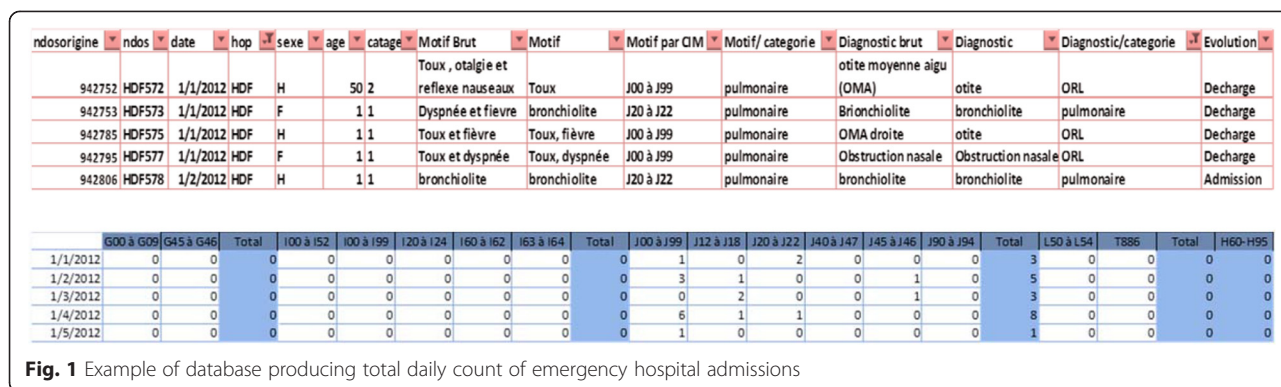 ndosorigine ndos date hop sexe age catage Motif Brut Motif Motif par CIM Motif/ categorie Diagnostic brut Diagnostic Diagnostic/categorie Evolution
Toux , otalgie et otite moyenne aigu
942752 HDF572 1/1/2012 HDF H 50 2 reflexe nauseaux Toux J00 à J99 pulmonaire (OMA) otite ORL Decharge
942753 HDF573 1/1/2012 HDF F 1 1 Dyspnée et fievre bronchiolite J20 à J22 pulmonaire Brionchiolite bronchiolite pulmonaire Decharge
942785 HDF575 1/1/2012 HDF H 1 1 Toux et fièvre Toux, fièvre J00 à J99 pulmonaire OMA droite otite ORL Decharge
942795 HDF577 1/1/2012 HDF F 1 1 Toux et dyspnée Toux, dyspnée J00 à J99 pulmonaire Obstruction nasale Obstruction nasale ORL Decharge
942806 HDF578 1/2/2012 HDF H 1 1 bronchiolite bronchiolite J20 à J22 pulmonaire bronchiolite bronchiolite pulmonaire Admission
G00 à G09 G45 à G46 Total I00 à I52 I00 à I99 I20 à I24 I60 à I62 I63 à I64 Total J00 à J99 J12 à J18 J20 à J22 J40 à J47 J45 à J46 J90 à J94 Total L50 à L54 T886 Total H60-H95
1/1/2012 0 0 0 0 0 0 0 0 0 1 0 2 0 0 0 3 0 0 0 0
1/2/2012 0 0 0 0 0 0 0 0 0 3 1 0 0 1 0 5 0 0 0 0
1/3/2012 0 0 0 0 0 0 0 0 0 0 2 0 0 1 0 3 0 0 0 0
1/4/2012 0 0 0 0 0 0 0 0 0 6 1 1 0 0 0 8 0 0 0 0
1/5/2012 0 0 0 0 0 0 0 0 0 1 0 0 0 0 0 1 0 0 0 0
Fig. 1 Example of database producing total daily count of emergency hospital admissions